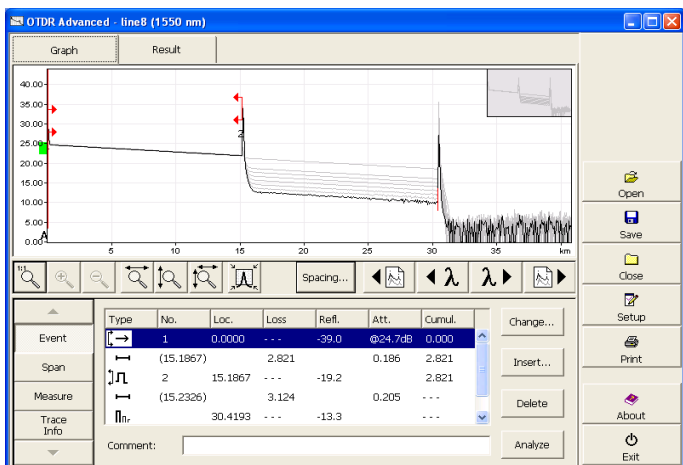 OTDR Advanced - line8 (1550 nm)
Graph Result
40.00
35.00
30.00
25.00
20.00
15.00
10.00
5.00
0.00
A
2
5 10 15 20 25 30 35 km
1:1 Spacing... λ λ
Event
Span
Measure
Trace Info
Type No. Loc. Loss Refl. Att. Cumul.
1 0.0000 --- -39.0 @24.7dB 0.000
(15.1867) 2.821 0.186 2.821
2 15.1867 -19.2 2.821
(15.2326) 3.124 0.205 ---
30.4193 --- -13.3
Comment:
Change...
Insert...
Delete
Analyze
Open
Save
Close
Setup
Print
About
Exit